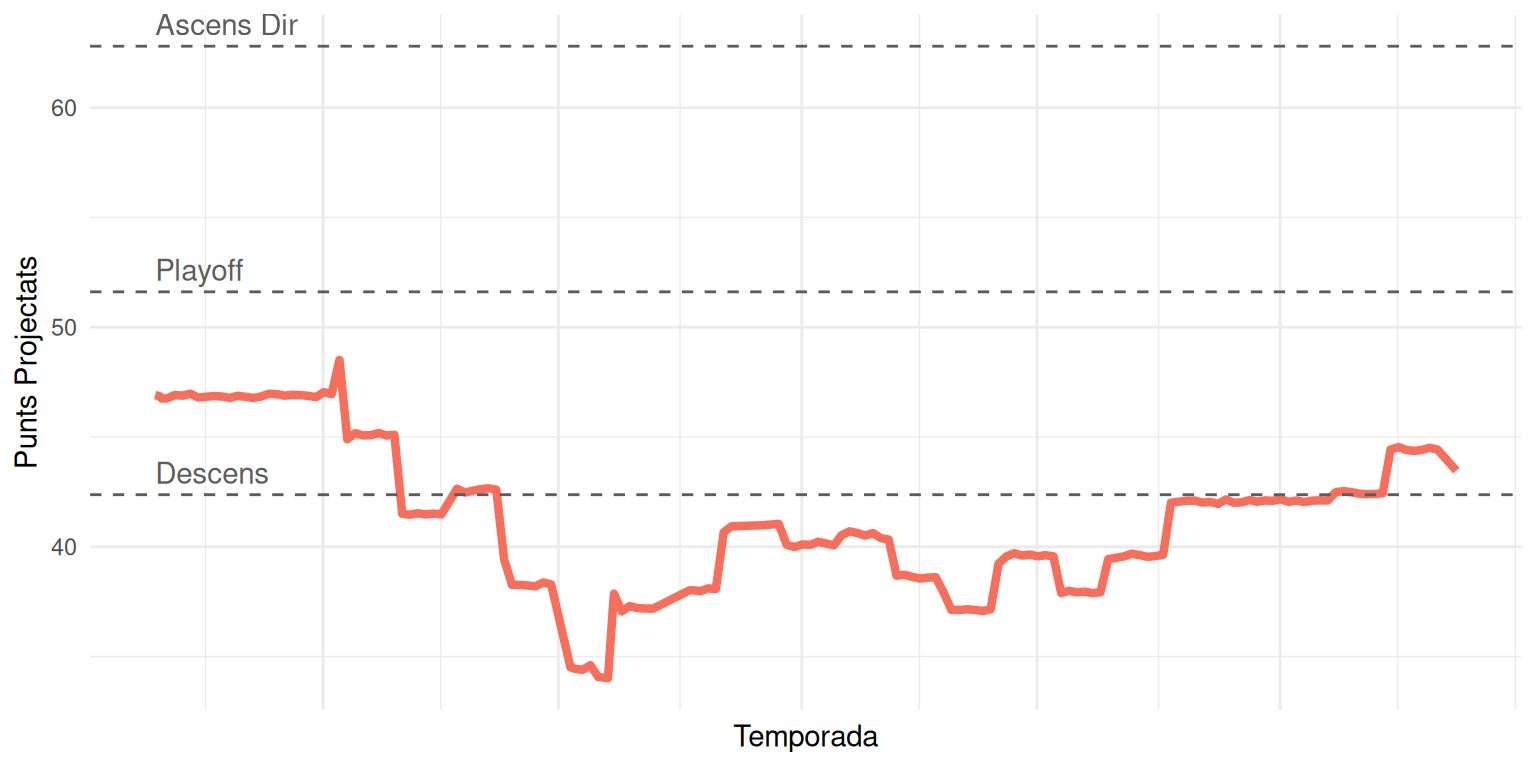 Ascens Dir
60
Playoff
50
Descens
40
Punts Projectats
Temporada